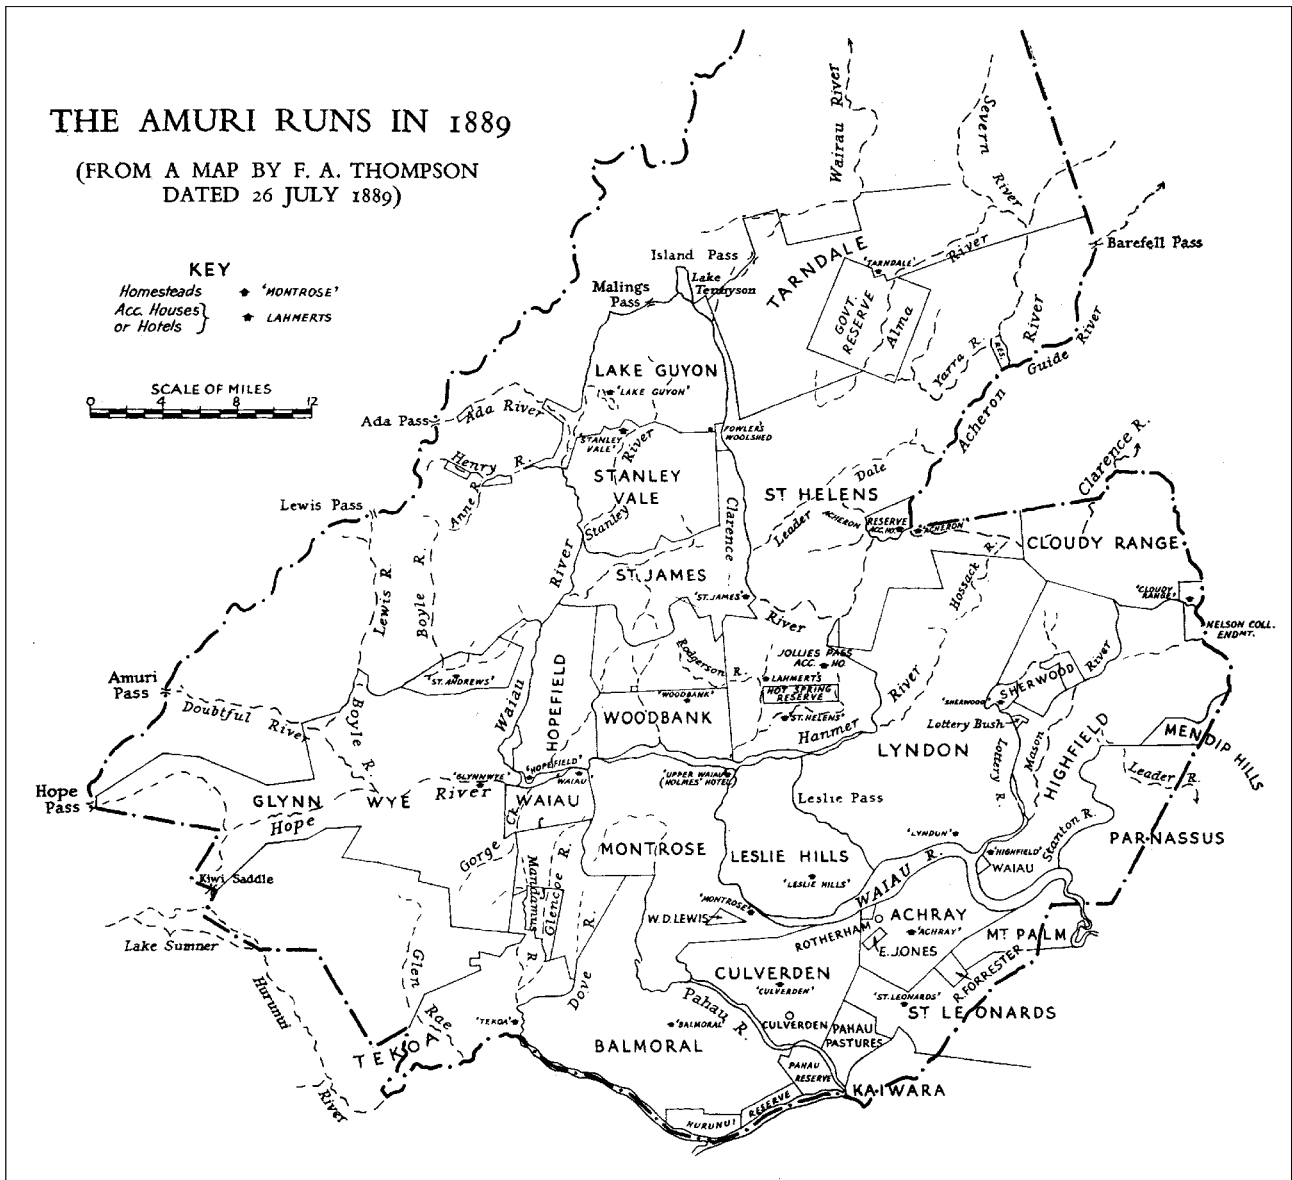 THE AMURI RUNS IN 1889
(FROM A MAP BY F. A. THOMPSON
DATED 26 JULY 1889)
KEY
Homesteads 'MONTROSE'
Acc. Houses
or Hotels} LAHMERTS
SCALE OF MILES
0 4 8 12
Wairau River
Severn
River
Barefell Pass
Island Pass
Lake
Tennyson
Malings
Pass
TARNDALE
'TARNDALE'
River
GOVT.
RESERVE
Alma
Yarra R.
RES.
River
Guide River
Acheron
LAKE GUYON
'LAKE GUYON'
Ada Pass
Ada River
'STANLEY
VALE'
River
FOWLER'S
WOOLSHED
Henry R.
Anne R.
STANLEY
VALE
Stanley
Clarence
ST HELENS
Leader Dale
ACHERON
RESERVE
ACC. HO.
'ACHERON
Clarence R.
Lewis Pass
Lewis R.
Boyle R.
River
ST. JAMES
'ST. JAMES'
River
Hossack R.
CLOUDY RANGE
'CLOUDY
RANGE'
NELSON COLL.
ENDMT.
Amuri
Pass
Doubtful River
Boyle R.
'ST. ANDREWS'
Waiau
HOPEFIELD
Rodgerson R.
JOLLIES PASS
ACC. HO.
LAHMERT'S
HOT SPRING
RESERVE
'ST. HELENS'
Hanmer
River
'WOODBANK'
WOODBANK
'SHERWOOD'
SHERWOOD
River
Lottery Bush
Lottery R.
Mason
HIGHFIELD
LYNDON
MENDIP HILLS
Leader R.
Hope
Pass
GLYNN WYE
'GLYNNWYE'
River
Hope
'HOPEFIELD'
'WAIAU'
WAIAU
'UPPER WAIAU'
(HOLMES' HOTEL)
Leslie Pass
Gorge Ck.
Mandamus
R.
Glencoe R.
MONTROSE
LESLIE HILLS
'LESLIE HILLS'
'LYNDUN'
WAIAU R.
'HIGHFIELD'
WAIAU
Stanton R.
PARNASSUS
Kiwi Saddle
Lake Sumner
Hurunui
River
Glen
Rae
Dove R.
'MONTROSE'
W.D. LEWIS
ROTHERHAM
ACHRAY
'ACHRAY'
E. JONES
MT. PALM
R. FORRESTER
CULVERDEN
'CULVERDEN'
'ST. LEONARDS'
ST LEONARDS
Pahau R.
CULVERDEN
PAHAU
PASTURES
TEKOA
'TEKOA'
BALMORAL
'BALMORAL'
PAHAU
RESERVE
KAIWARA
HURUNUI
RESERVE